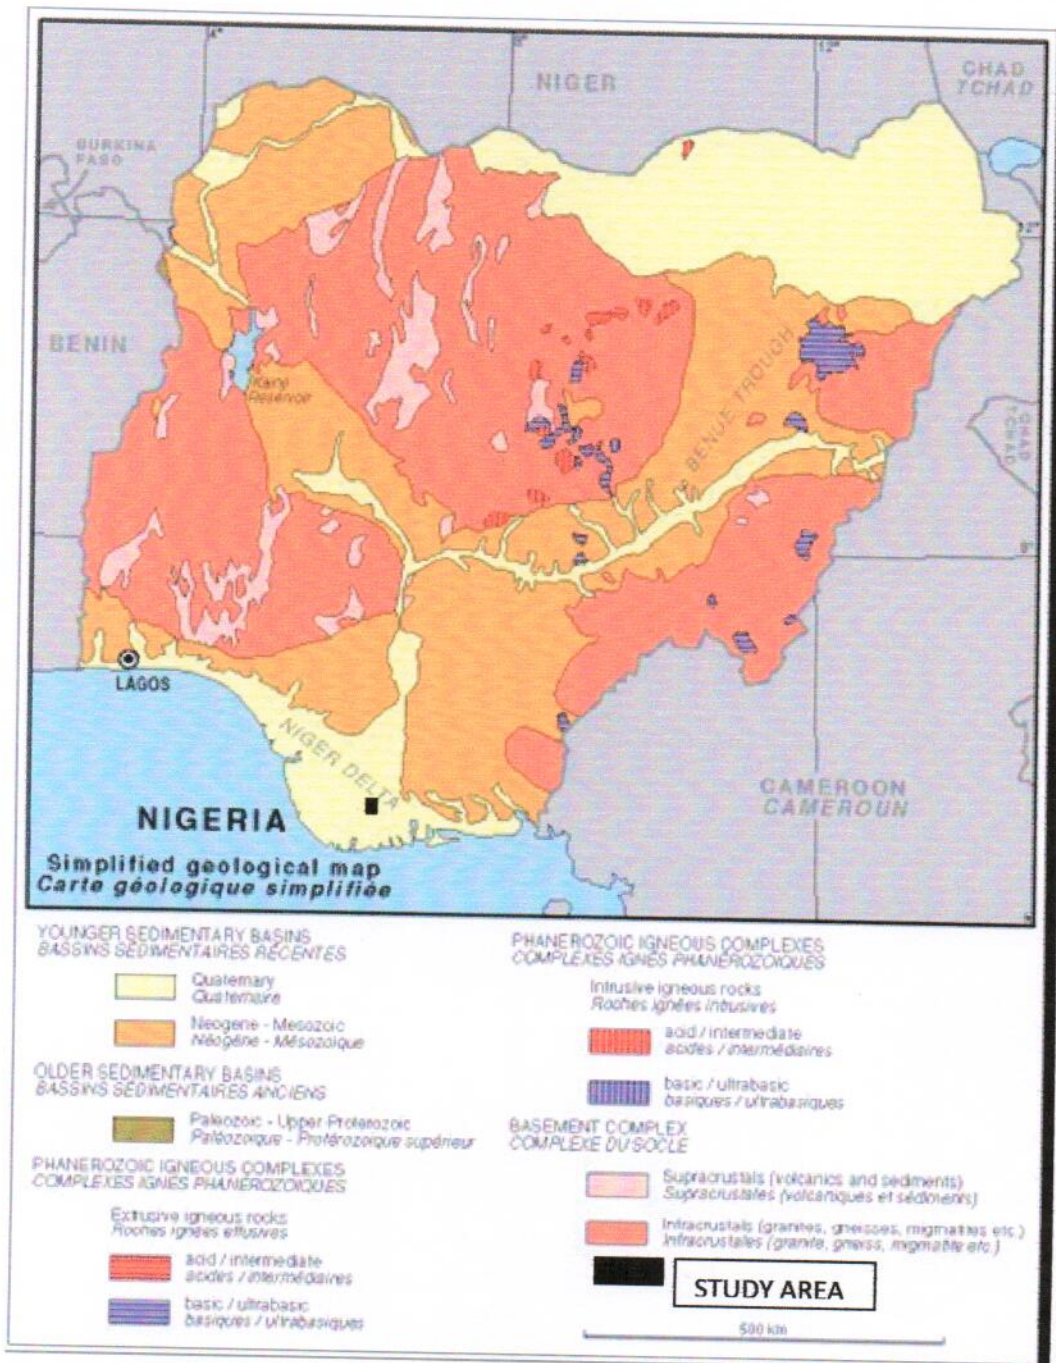 4°
8°
12°
NIGER
CHAD
TCHAD
BURKINA
FASO
12°
BENIN
Kainji
Reservoir
BENUE TROUGH
CHAD
TCHAD
8°
LAGOS
NIGER DELTA
CAMEROON
CAMEROUN
NIGERIA
Simplified geological map
Carte géologique simplifiée
YOUNGER SEDIMENTARY BASINS
BASSINS SÉDIMENTAIRES RÉCENTES
Quaternary
Quaternaire
Neogene - Mesozoic
Néogène - Mésozoïque
OLDER SEDIMENTARY BASINS
BASSINS SÉDIMENTAIRES ANCIENS
Paleozoic - Upper Proterozoic
Paléozoïque - Protérozoïque supérieur
PHANEROZOIC IGNEOUS COMPLEXES
COMPLEXES IGNÉS PHANÉROZOÏQUES
Extrusive igneous rocks
Roches ignées effusives
acid / intermediate
acides / intermédiaires
basic / ultrabasic
basiques / ultrabasiques
PHANEROZOIC IGNEOUS COMPLEXES
COMPLEXES IGNÉS PHANÉROZOÏQUES
Intrusive igneous rocks
Roches ignées intrusives
acid / intermediate
acides / intermédiaires
basic / ultrabasic
basiques / ultrabasiques
BASEMENT COMPLEX
COMPLEXE DU SOCLE
Supracrustals (volcanics and sediments)
Supracrustales (volcaniques et sédiments)
Infracrustals (granites, gneisses, migmatites etc.)
Infracrustales (granite, gneiss, migmatite etc.)
STUDY AREA
500 km